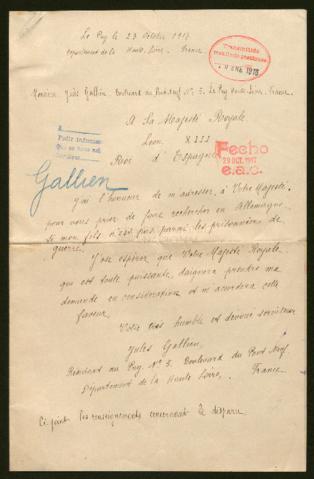 Le Puy le 23 Octobre 1917
département de la Haute Loire. France
Monsieur Jules Gallien, Boulevard du Pont Neuf N° 3. Le Puy Haute Loire, France.
A Sa Majesté Royale
Leon XIII
Roi d'Espagne
Fecho
29 OCT. 1917
e.a.c.
Gallien
J'ai l'honneur de m'adresser à Votre Majesté
pour vous prier de faire rechercher en Allemagne
si mon fils n'est pas parmi les prisonniers de
guerre.
J'ose espérer que Votre Majesté Royale
qui est toute puissante, daignera prendre ma
demande en considération et m'accordera cette
faveur.
Votre très humble et dévoué serviteur
Jules Gallien,
Résidant au Puy, N° 3, Boulevard du Pont Neuf,
Département de la Haute Loire, France
Ci joint les renseignements concernant le disparu